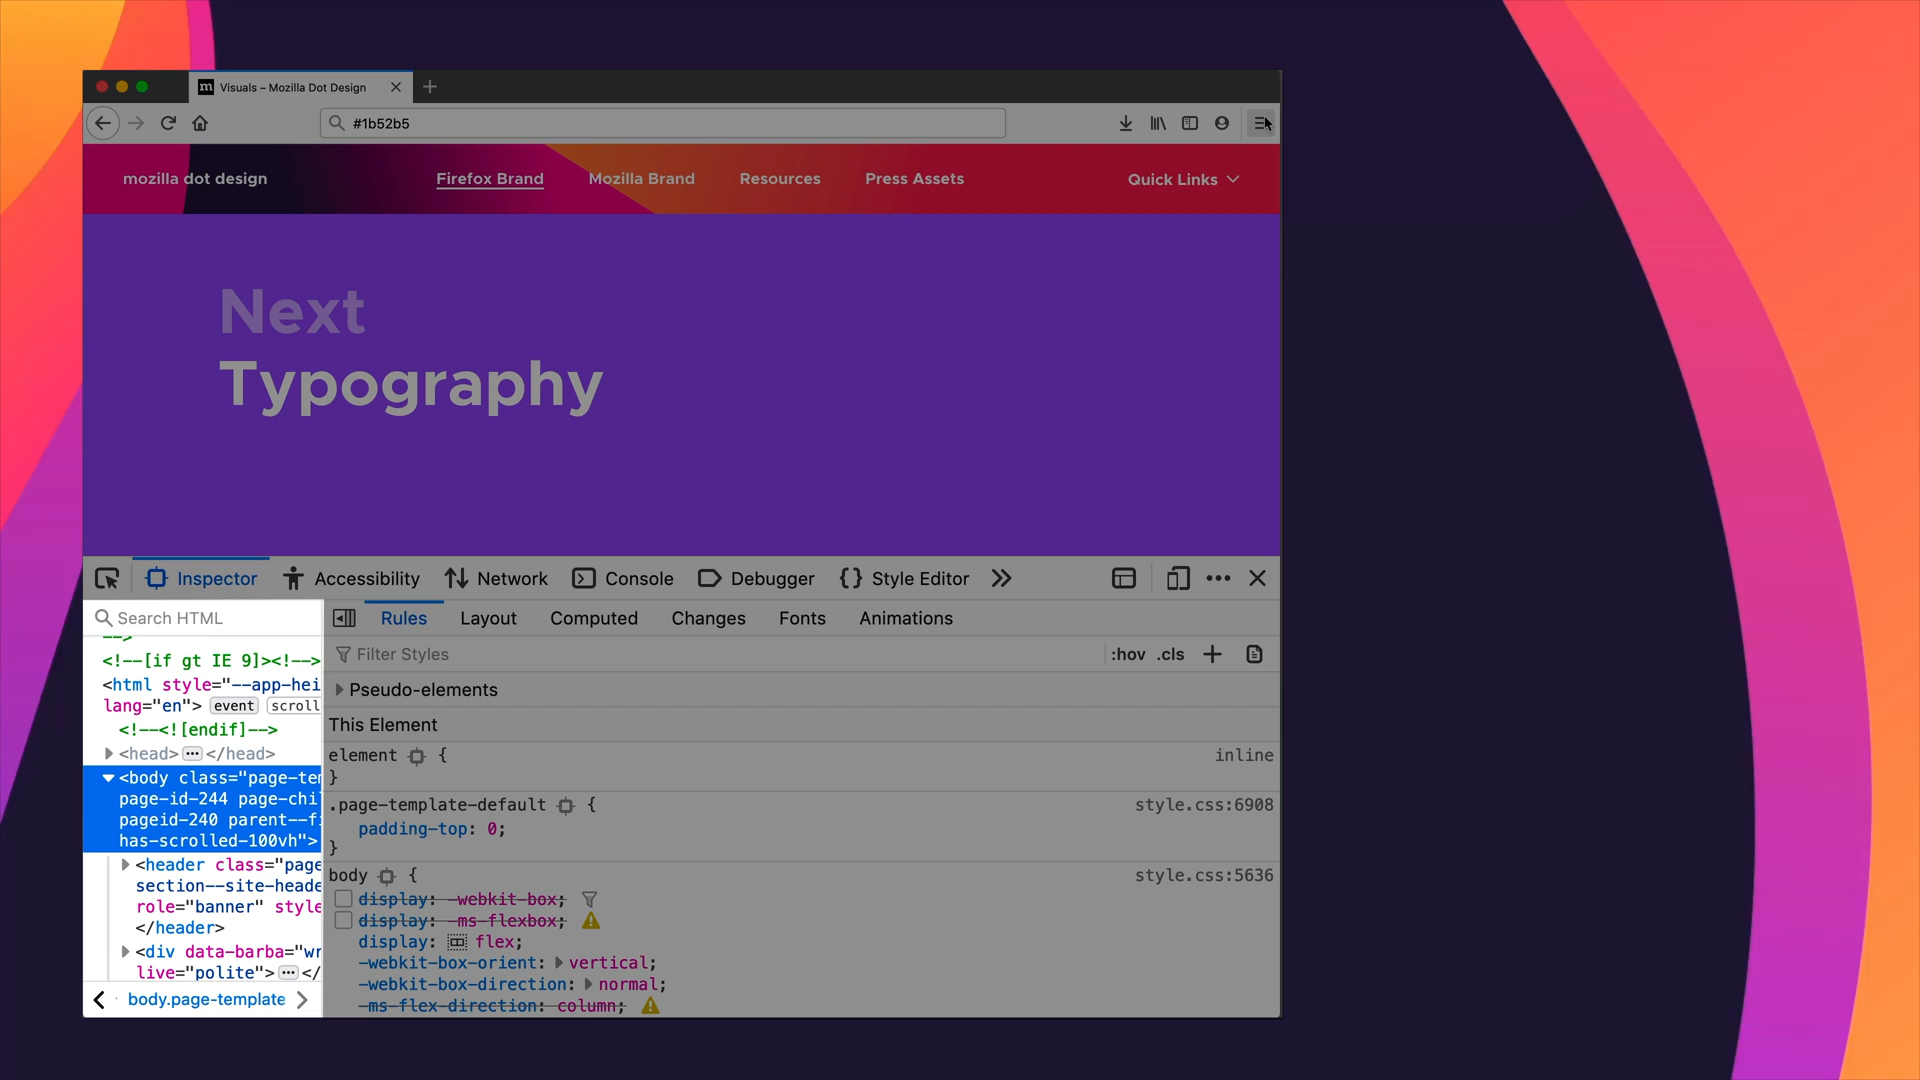 Visuals – Mozilla Dot Design
#1b52b5
mozilla dot design
Firefox Brand
Mozilla Brand
Resources
Press Assets
Quick Links
Next
Typography
Inspector
Accessibility
Network
Console
Debugger
Style Editor
Search HTML
-->
<!--[if gt IE 9]><!-->
<html style="--app-hei
lang="en"> event scroll
<!--<![endif]-->
<head> ••• </head>
<body class="page-ten
page-id-244 page-chil
pageid-240 parent--fi
has-scrolled-100vh">
<header class="page
section--site-heade
role="banner" style
</header>
<div data-barba="wr
live="polite"> ••• </
body.page-template
Rules
Layout
Computed
Changes
Fonts
Animations
Filter Styles
:hov .cls
Pseudo-elements
This Element
element {
inline
}
.page-template-default {
style.css:6908
padding-top: 0;
}
body {
style.css:5636
display: -webkit-box;
display: -ms-flexbox;
display: flex;
-webkit-box-orient: vertical;
-webkit-box-direction: normal;
-ms-flex-direction: column;